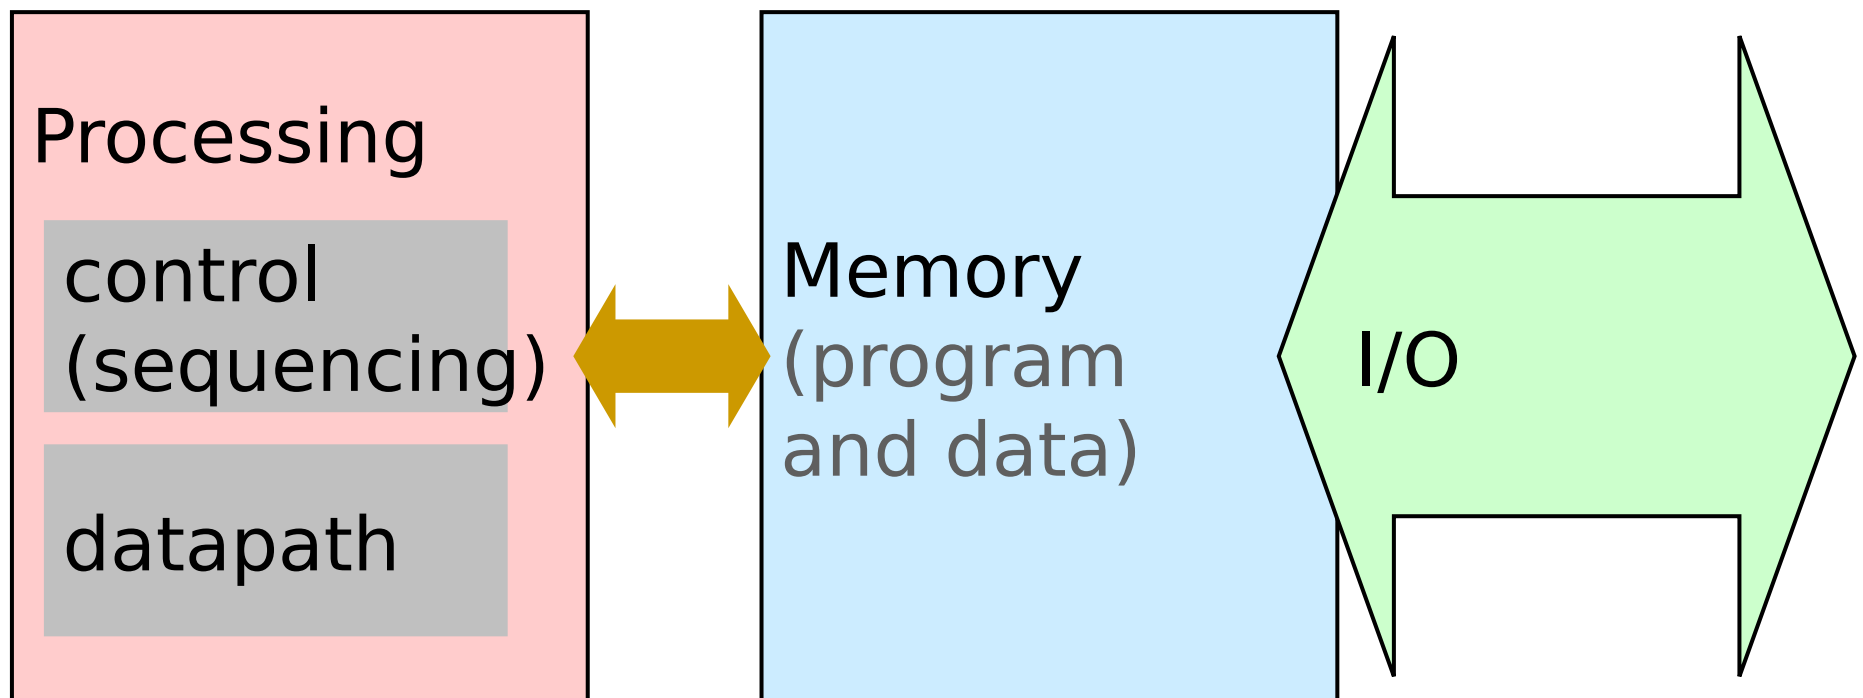 Processing
control
(sequencing)
datapath
Memory
(program
and data)
I/O